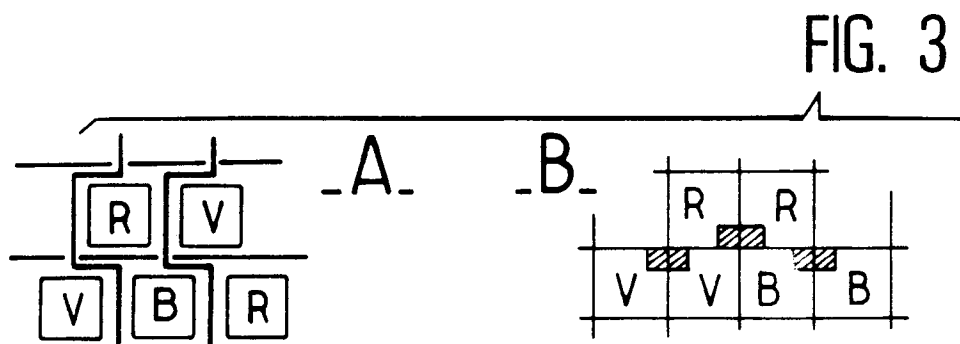 FIG. 3
_A_
_B_
R V
V B R
R R
V V B B